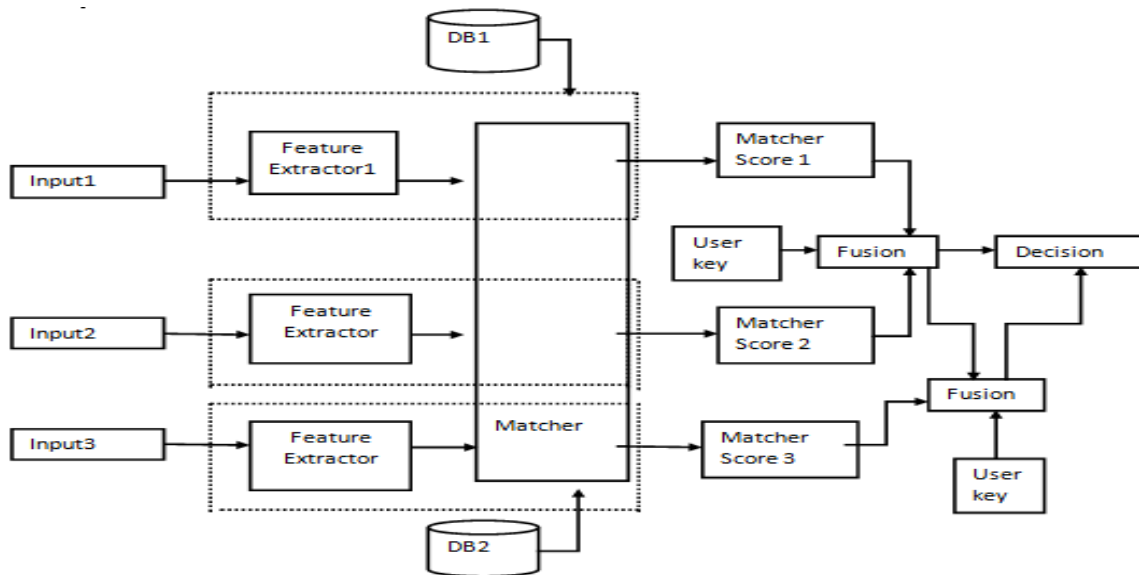 DB1
Feature
Extractor1
Matcher
Score 1
Input1
User
key
Fusion
Decision
Feature
Extractor
Input2
Matcher
Score 2
Fusion
Input3
Feature
Extractor
Matcher
Matcher
Score 3
User
key
DB2